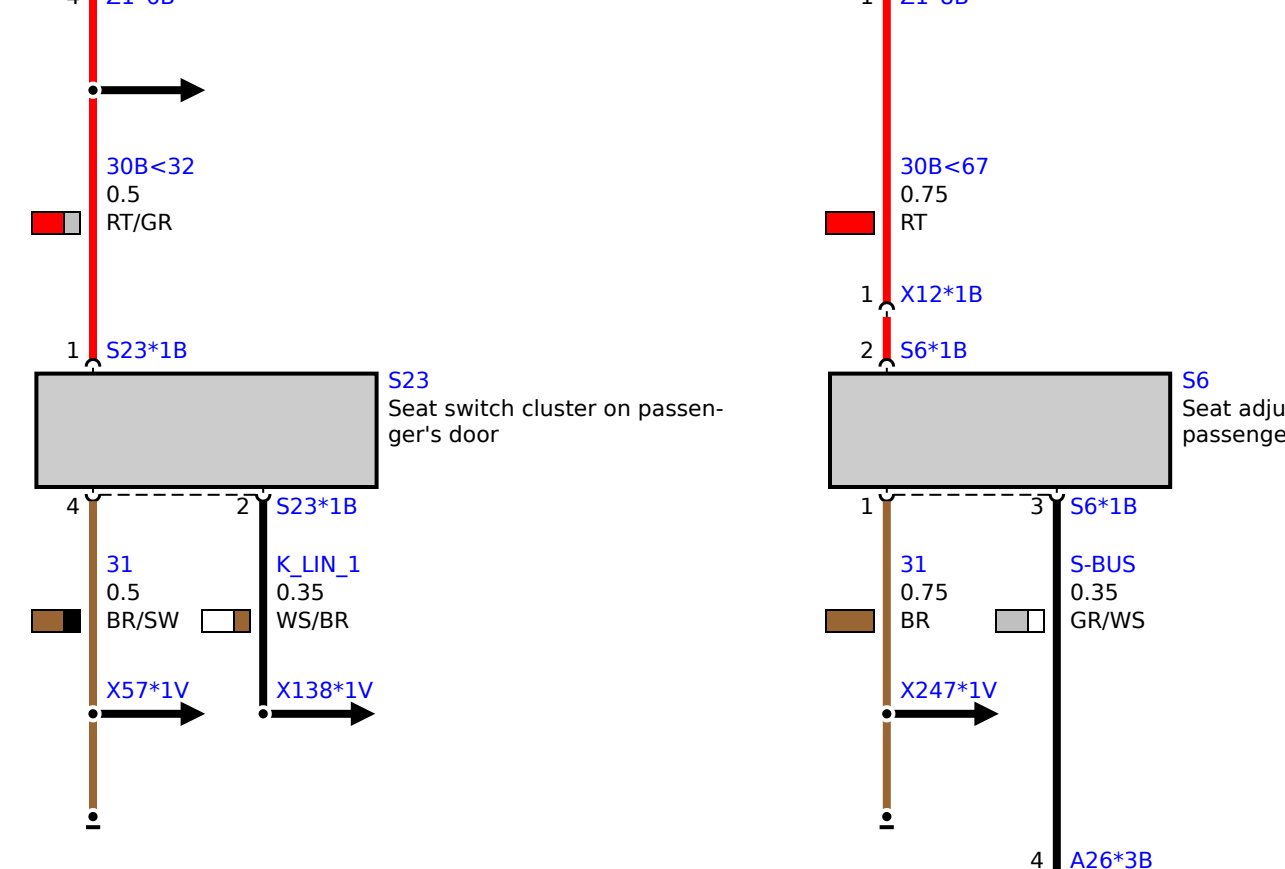 30B<32
0.5
RT/GR
1 S23*1B
S23
Seat switch cluster on passen-
ger's door
4
2 S23*1B
31
0.5
BR/SW
K_LIN_1
0.35
WS/BR
X57*1V
X138*1V
30B<67
0.75
RT
1 X12*1B
2 S6*1B
S6
Seat
1
3 S6*1B
31
0.75
BR
S-BUS
0.35
GR/WS
X247*1V
4 A26*3B